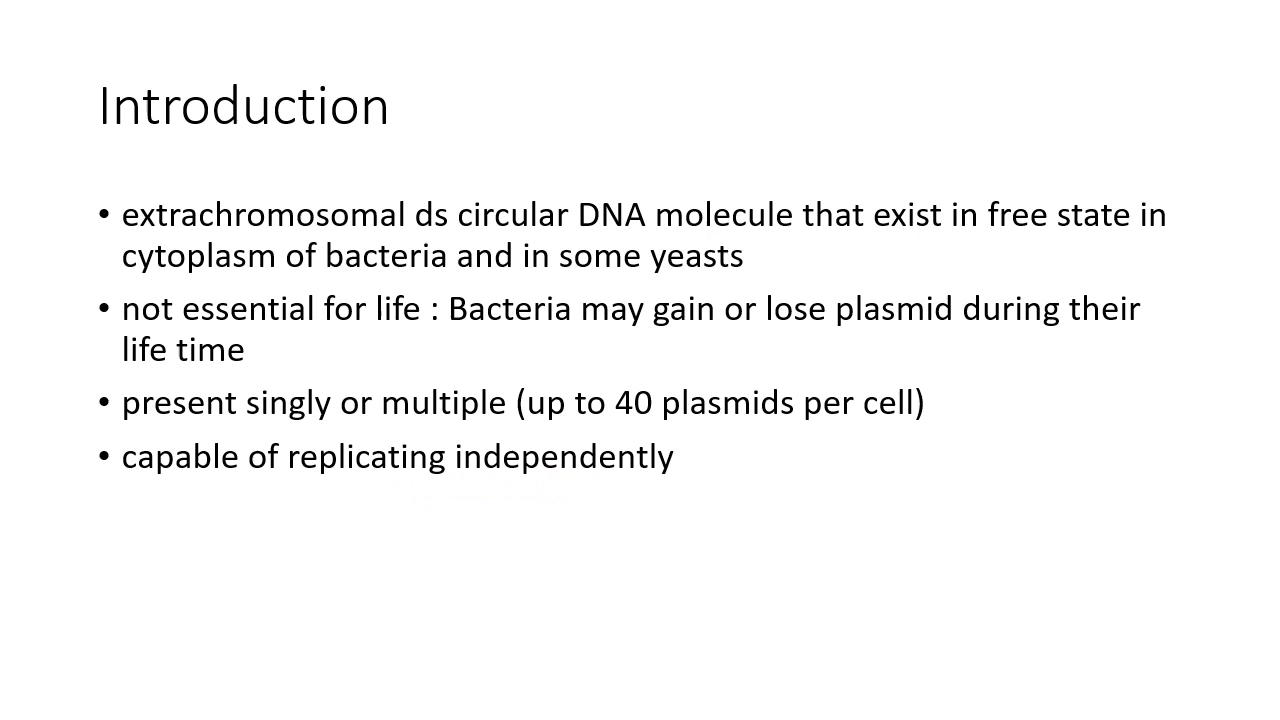 Introduction
• extrachromosomal ds circular DNA molecule that exist in free state in
cytoplasm of bacteria and in some yeasts
• not essential for life : Bacteria may gain or lose plasmid during their
life time
• present singly or multiple (up to 40 plasmids per cell)
• capable of replicating independently